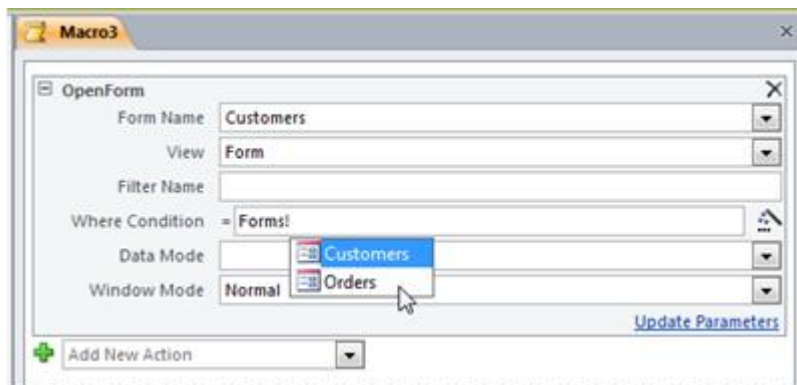 Macro3
OpenForm
Form Name Customers
View Form
Filter Name
Where Condition = Forms!
Data Mode Customers
Orders
Window Mode Normal
Update Parameters
Add New Action